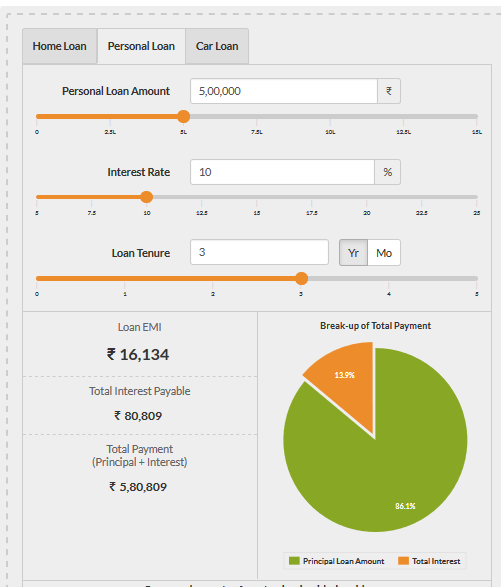 Home Loan Personal Loan Car Loan
Personal Loan Amount 5,00,000 ₹
0 2.5L 5L 7.5L 10L 12.5L 15L
Interest Rate 10 %
5 7.5 10 12.5 15 17.5 20 22.5 25
Loan Tenure 3 Yr Mo
0 1 2 3 4 5
Loan EMI
₹ 16,134
Total Interest Payable
₹ 80,809
Total Payment
(Principal + Interest)
₹ 5,80,809
Break-up of Total Payment
13.9%
86.1%
Principal Loan Amount Total Interest